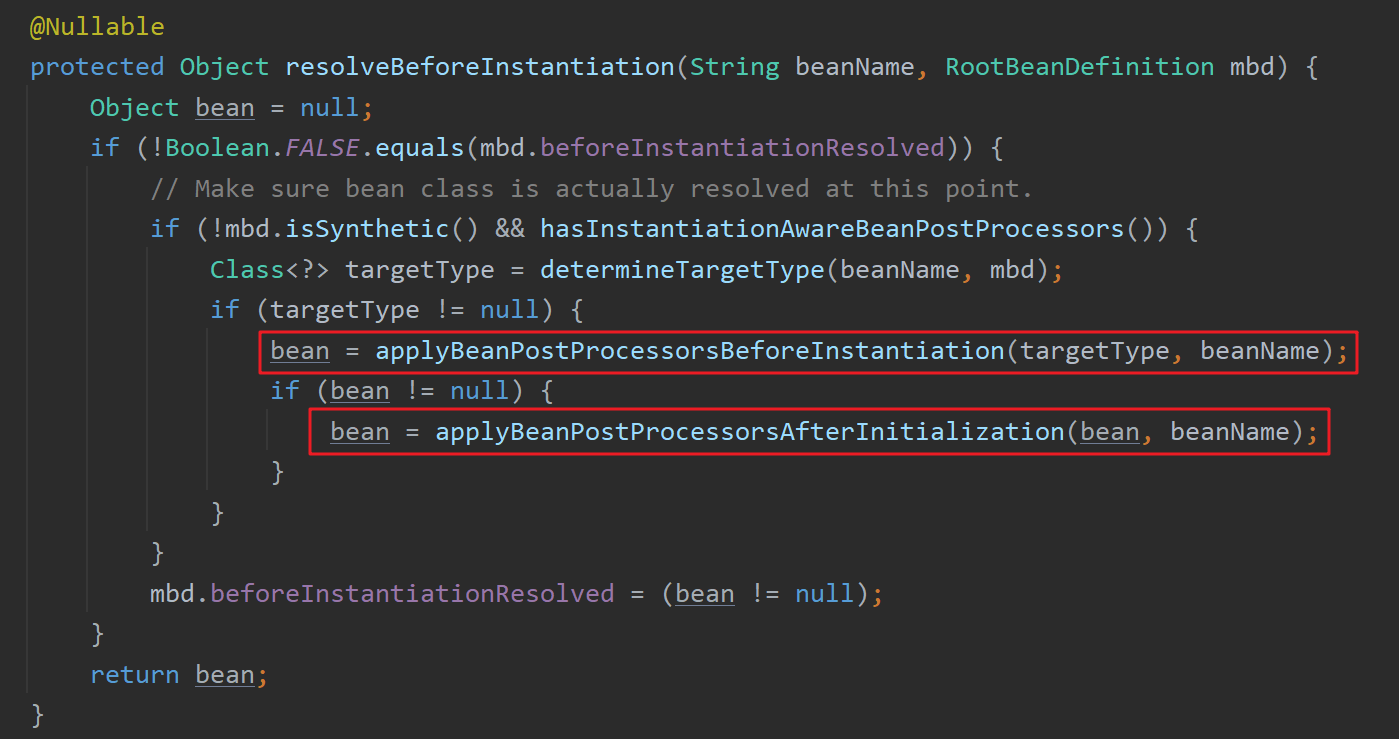 @Nullable
protected Object resolveBeforeInstantiation(String beanName, RootBeanDefinition mbd) {
    Object bean = null;
    if (!Boolean.FALSE.equals(mbd.beforeInstantiationResolved)) {
        // Make sure bean class is actually resolved at this point.
        if (!mbd.isSynthetic() && hasInstantiationAwareBeanPostProcessors()) {
            Class<?> targetType = determineTargetType(beanName, mbd);
            if (targetType != null) {
                bean = applyBeanPostProcessorsBeforeInstantiation(targetType, beanName);
                if (bean != null) {
                    bean = applyBeanPostProcessorsAfterInitialization(bean, beanName);
                }
            }
        }
        mbd.beforeInstantiationResolved = (bean != null);
    }
    return bean;
}